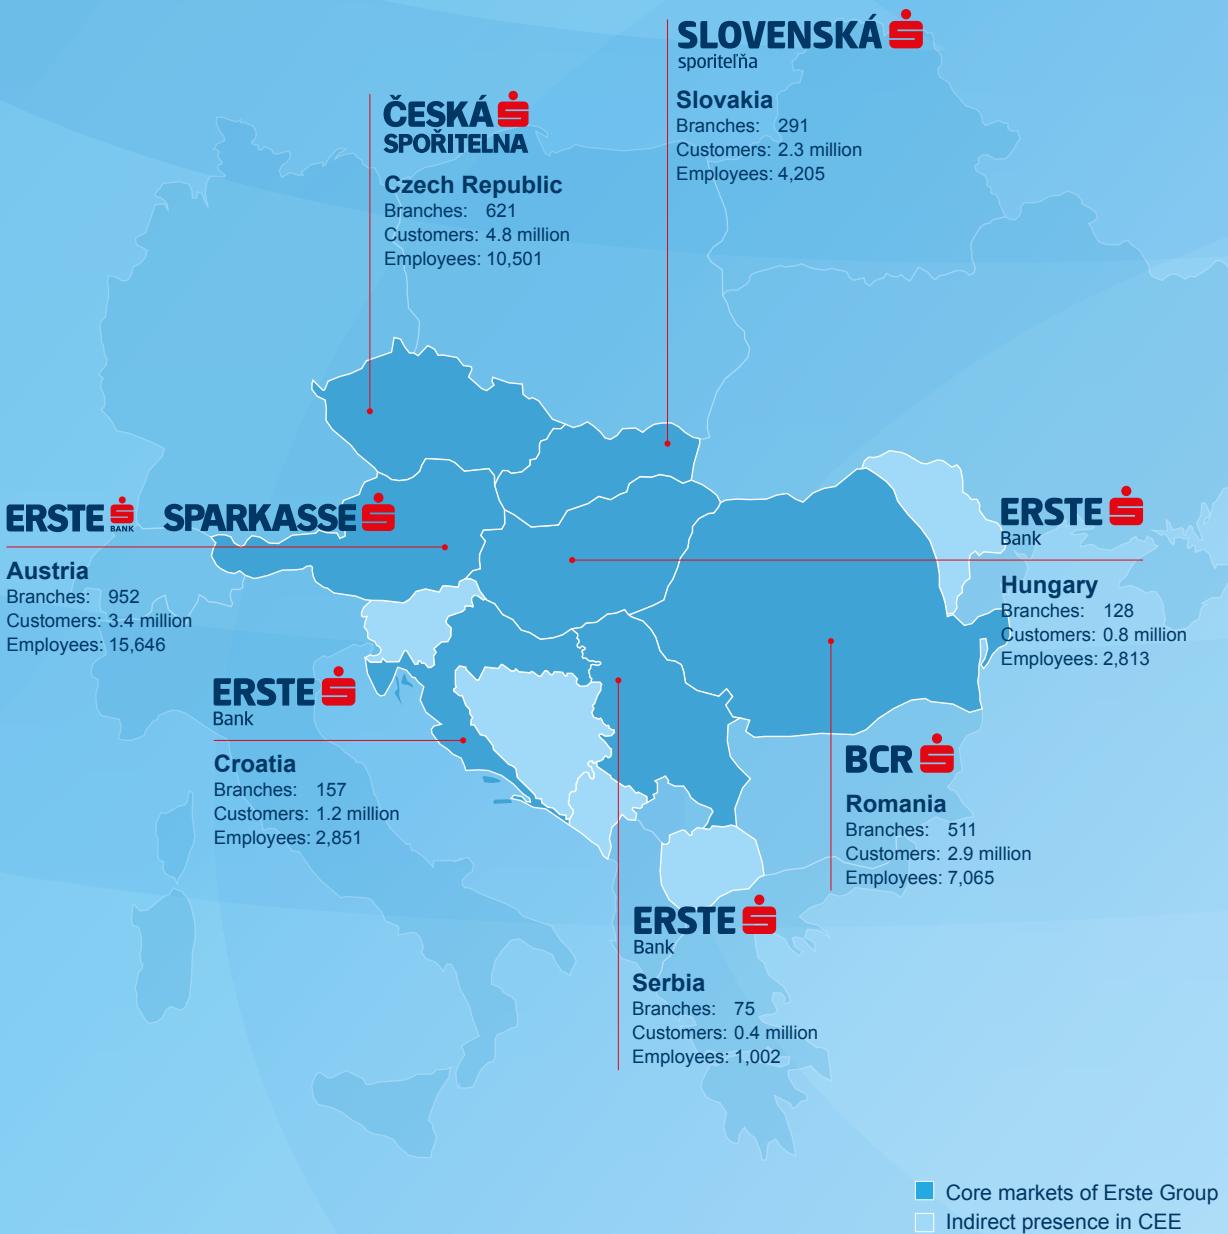 SLOVENSKÁ
sporiteľňa
Slovakia
Branches: 291
Customers: 2.3 million
Employees: 4,205
ČESKÁ
SPOŘITELNA
Czech Republic
Branches: 621
Customers: 4.8 million
Employees: 10,501
ERSTE BANK SPARKASSE
Austria
Branches: 952
Customers: 3.4 million
Employees: 15,646
ERSTE
Bank
Hungary
Branches: 128
Customers: 0.8 million
Employees: 2,813
ERSTE
Bank
Croatia
Branches: 157
Customers: 1.2 million
Employees: 2,851
BCR
Romania
Branches: 511
Customers: 2.9 million
Employees: 7,065
ERSTE
Bank
Serbia
Branches: 75
Customers: 0.4 million
Employees: 1,002
Core markets of Erste Group
Indirect presence in CEE